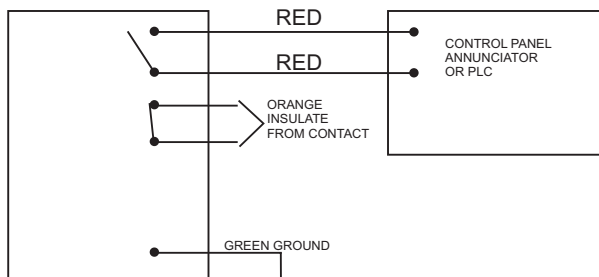 RED
RED
CONTROL PANEL
ANNUNCIATOR
OR PLC
ORANGE
INSULATE
FROM CONTACT
GREEN GROUND